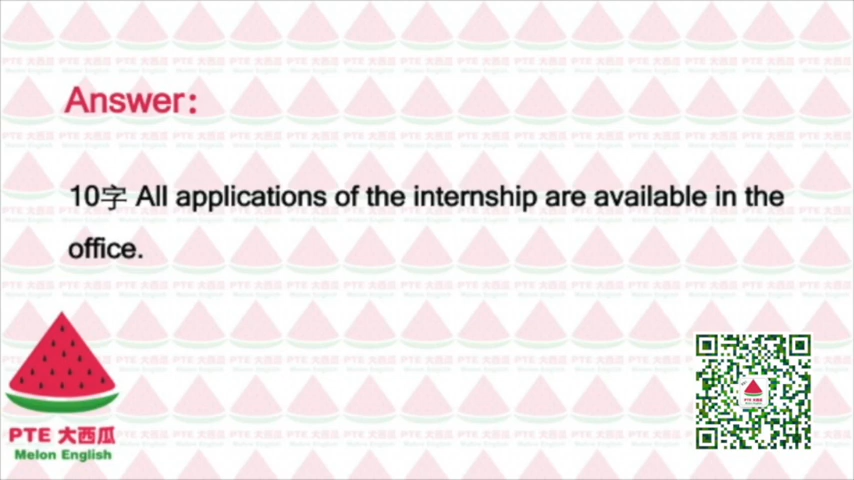 Answer:
10字 All applications of the internship are available in the
office.
PTE 大西瓜
Melon English